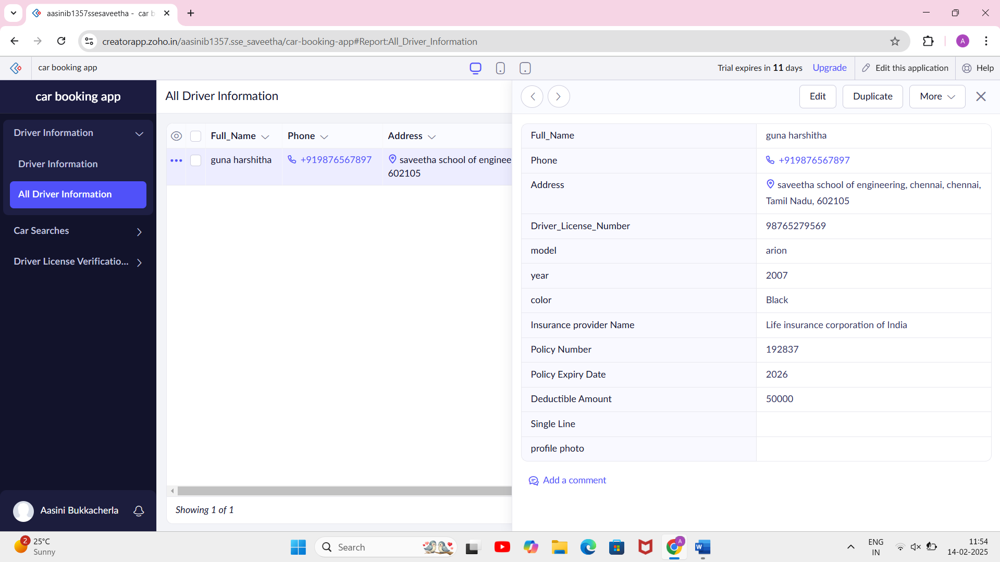 aasinib1357ssesaveetha - car b
creatorapp.zoho.in/aasinib1357.sse_saveetha/car-booking-app#Report:All_Driver_Information
A
car booking app
Trial expires in 11 days
Upgrade
Edit this application
Help
car booking app
Driver Information
Driver Information
All Driver Information
Car Searches
Driver License Verificatio...
Aasini Bukkacherla
All Driver Information
Full_Name
Phone
Address
guna harshitha
+919876567897
saveetha school of enginee
602105
Showing 1 of 1
Edit
Duplicate
More
Full_Name guna harshitha
Phone +919876567897
Address saveetha school of engineering, chennai, chennai,
Tamil Nadu, 602105
Driver_License_Number 98765279569
model arion
year 2007
color Black
Insurance provider Name Life insurance corporation of India
Policy Number 192837
Policy Expiry Date 2026
Deductible Amount 50000
Single Line
profile photo
Add a comment
2
25°C
Sunny
Search
A
W
ENG
IN
11:54
14-02-2025